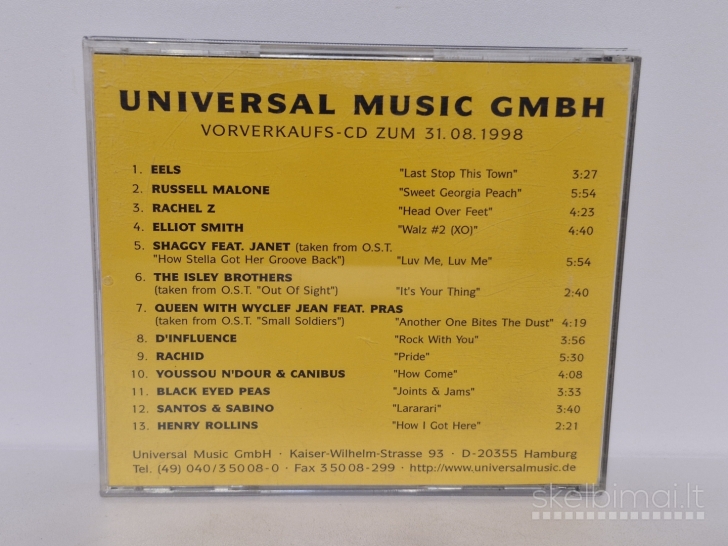 UNIVERSAL MUSIC GMBH
VORVERKAUFS-CD ZUM 31.08.1998
1. EELS "Last Stop This Town" 3:27
2. RUSSELL MALONE "Sweet Georgia Peach" 5:54
3. RACHEL Z "Head Over Feet" 4:23
4. ELLIOT SMITH "Walz #2 (XO)" 4:40
5. SHAGGY FEAT. JANET (taken from O.S.T.
"How Stella Got Her Groove Back") "Luv Me, Luv Me" 5:54
6. THE ISLEY BROTHERS
(taken from O.S.T. "Out Of Sight") "It's Your Thing" 2:40
7. QUEEN WITH WYCLEF JEAN FEAT. PRAS
(taken from O.S.T. "Small Soldiers") "Another One Bites The Dust" 4:19
8. D'INFLUENCE "Rock With You" 3:56
9. RACHID "Pride" 5:30
10. YOUSSOU N'DOUR & CANIBUS "How Come" 4:08
11. BLACK EYED PEAS "Joints & Jams" 3:33
12. SANTOS & SABINO "Lararari" 3:40
13. HENRY ROLLINS "How I Got Here" 2:21
Universal Music GmbH · Kaiser-Wilhelm-Strasse 93 · D-20355 Hamburg
Tel. (49) 040/35008-0 · Fax 35008-299 · http://www.universalmusic.de
skelbimai.lt